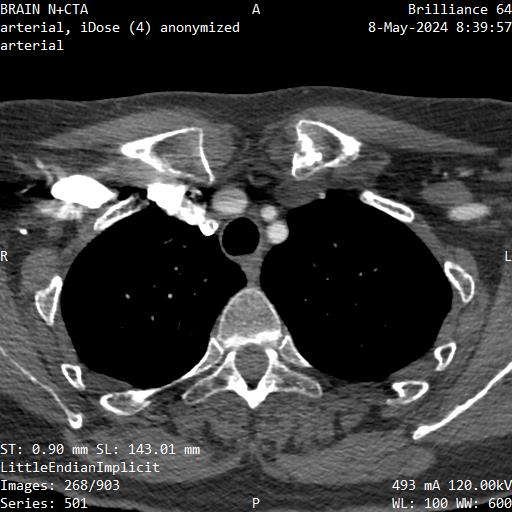 BRAIN N+CTA
A
Brilliance 64
arterial, iDose (4) anonymized
8-May-2024 8:39:57
arterial
R
L
ST: 0.90 mm SL: 143.01 mm
LittleEndianImplicit
Images: 268/903
493 mA 120.00kV
Series: 501
P
WL: 100 WW: 600